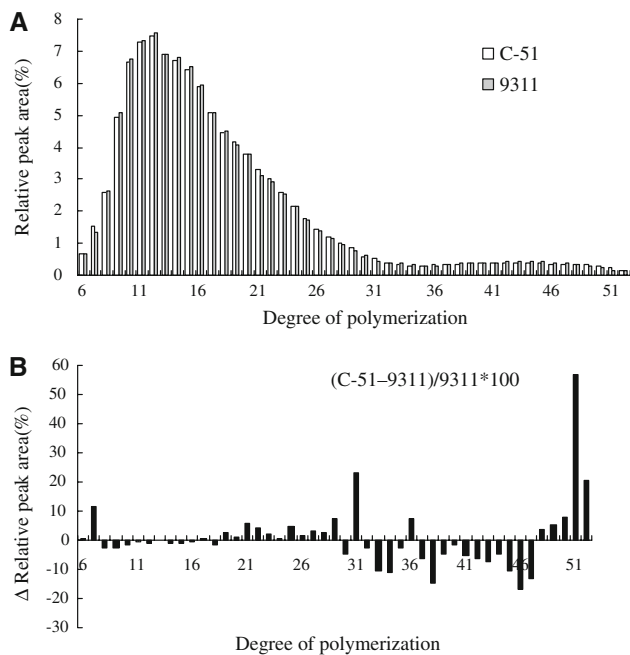 A
8
7
6
5
4
3
2
1
0
Relative peak area(%)
C-51
9311
6 11 16 21 26 31 36 41 46 51
Degree of polymerization
B
60
50
40
30
20
10
0
-10
-20
-30
Δ Relative peak area(%)
(C-51–9311)/9311*100
6 11 16 21 26 31 36 41 46 51
Degree of polymerization